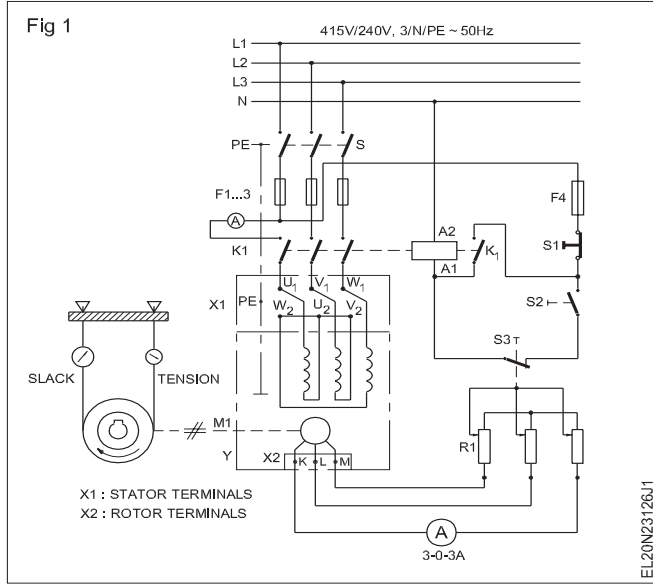 Fig 1
415V/240V, 3/N/PE ~ 50Hz
L1
L2
L3
N
PE
S
F1...3
F4
A
A2
K1
K1
S1
A1
U1 V1 W1
X1
PE
W2 U2 V2
S2
S3
SLACK
TENSION
M1
R1
Y
X2
K L M
X1 : STATOR TERMINALS
X2 : ROTOR TERMINALS
A
3-0-3A
EL20N23126J1